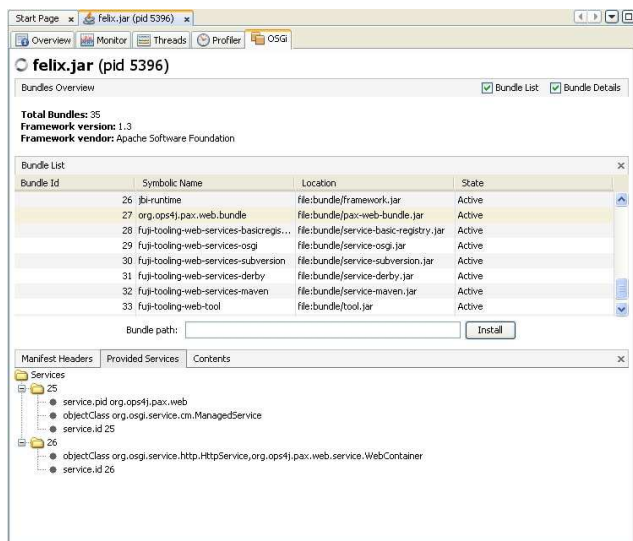 Start Page x felix.jar (pid 5396) x
Overview Monitor Threads Profiler OSGi
felix.jar (pid 5396)
Bundles Overview Bundle List Bundle Details
Total Bundles: 35
Framework version: 1.3
Framework vendor: Apache Software Foundation
Bundle List x
Bundle Id Symbolic Name Location State
26 jbi-runtime file:bundle/framework.jar Active
27 org.ops4j.pax.web.bundle file:bundle/pax-web-bundle.jar Active
28 fuji-tooling-web-services-basicregis... file:bundle/service-basic-registry.jar Active
29 fuji-tooling-web-services-osgi file:bundle/service-osgi.jar Active
30 fuji-tooling-web-services-subversion file:bundle/service-subversion.jar Active
31 fuji-tooling-web-services-derby file:bundle/service-derby.jar Active
32 fuji-tooling-web-services-maven file:bundle/service-maven.jar Active
33 fuji-tooling-web-tool file:bundle/tool.jar Active
Bundle path: Install
Manifest Headers Provided Services Contents x
Services
25
service.pid org.ops4j.pax.web
objectClass org.osgi.service.cm.ManagedService
service.id 25
26
objectClass org.osgi.service.http.HttpService,org.ops4j.pax.web.service.WebContainer
service.id 26